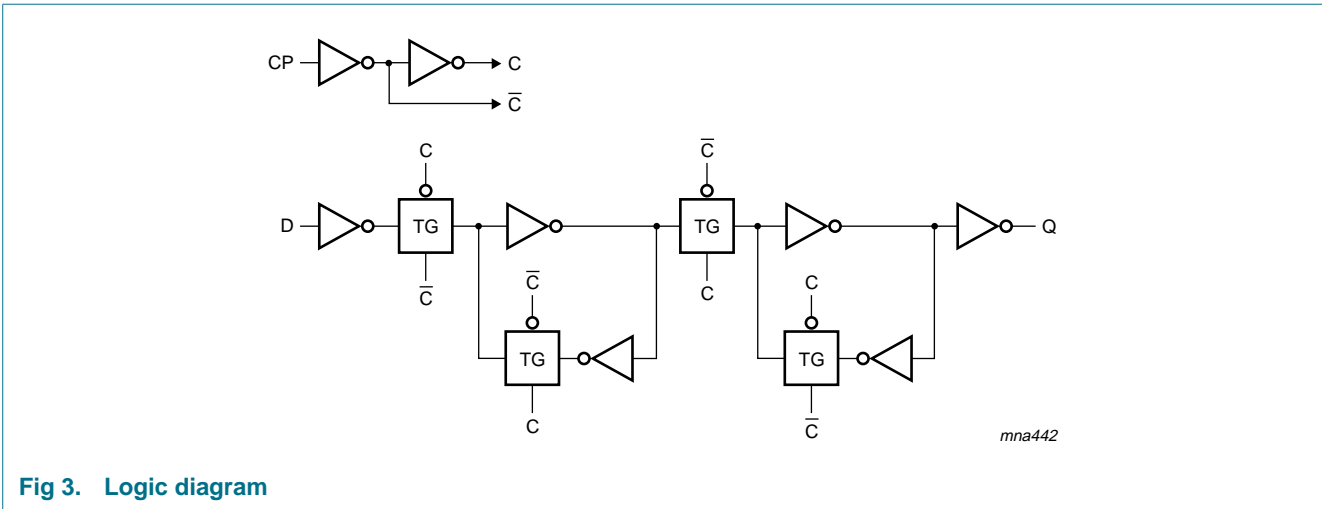 CP
C
C̅
C
C̅
D
TG
TG
Q
C̅
C̅
C
C
TG
TG
C
C̅
mna442
Fig 3. Logic diagram